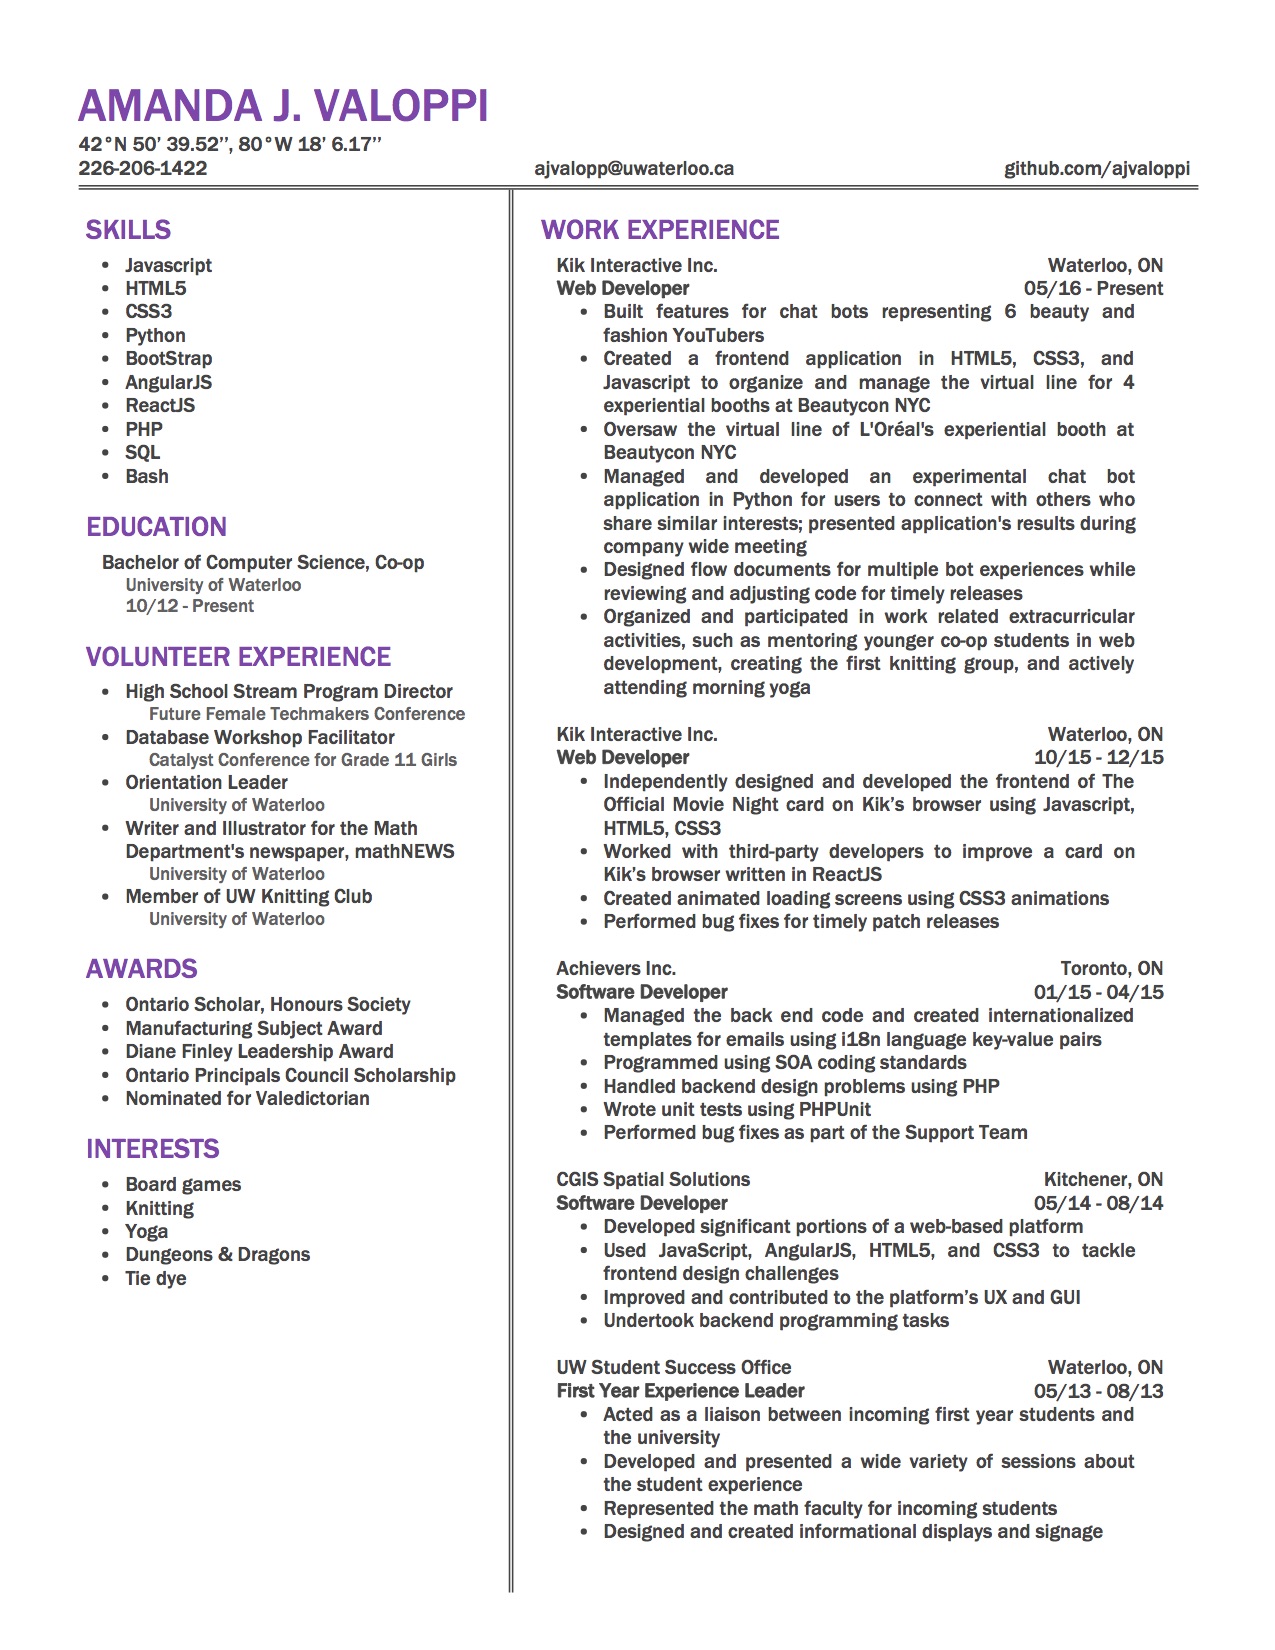 AMANDA J. VALOPPI
42°N 50' 39.52’’, 80°W 18' 6.17’’
226-206-1422 ajvalopp@uwaterloo.ca github.com/ajvaloppi
SKILLS
• Javascript
• HTML5
• CSS3
• Python
• BootStrap
• AngularJS
• ReactJS
• PHP
• SQL
• Bash
EDUCATION
Bachelor of Computer Science, Co-op
University of Waterloo
10/12 - Present
VOLUNTEER EXPERIENCE
• High School Stream Program Director
Future Female Techmakers Conference
• Database Workshop Facilitator
Catalyst Conference for Grade 11 Girls
• Orientation Leader
University of Waterloo
• Writer and Illustrator for the Math
Department's newspaper, mathNEWS
University of Waterloo
• Member of UW Knitting Club
University of Waterloo
AWARDS
• Ontario Scholar, Honours Society
• Manufacturing Subject Award
• Diane Finley Leadership Award
• Ontario Principals Council Scholarship
• Nominated for Valedictorian
INTERESTS
• Board games
• Knitting
• Yoga
• Dungeons & Dragons
• Tie dye
WORK EXPERIENCE
Kik Interactive Inc. Waterloo, ON
Web Developer 05/16 - Present
• Built features for chat bots representing 6 beauty and
fashion YouTubers
• Created a frontend application in HTML5, CSS3, and
Javascript to organize and manage the virtual line for 4
experiential booths at Beautycon NYC
• Oversaw the virtual line of L'Oréal's experiential booth at
Beautycon NYC
• Managed and developed an experimental chat bot
application in Python for users to connect with others who
share similar interests; presented application's results during
company wide meeting
• Designed flow documents for multiple bot experiences while
reviewing and adjusting code for timely releases
• Organized and participated in work related extracurricular
activities, such as mentoring younger co-op students in web
development, creating the first knitting group, and actively
attending morning yoga
Kik Interactive Inc. Waterloo, ON
Web Developer 10/15 - 12/15
• Independently designed and developed the frontend of The
Official Movie Night card on Kik’s browser using Javascript,
HTML5, CSS3
• Worked with third-party developers to improve a card on
Kik’s browser written in ReactJS
• Created animated loading screens using CSS3 animations
• Performed bug fixes for timely patch releases
Achievers Inc. Toronto, ON
Software Developer 01/15 - 04/15
• Managed the back end code and created internationalized
templates for emails using i18n language key-value pairs
• Programmed using SOA coding standards
• Handled backend design problems using PHP
• Wrote unit tests using PHPUnit
• Performed bug fixes as part of the Support Team
CGIS Spatial Solutions Kitchener, ON
Software Developer 05/14 - 08/14
• Developed significant portions of a web-based platform
• Used JavaScript, AngularJS, HTML5, and CSS3 to tackle
frontend design challenges
• Improved and contributed to the platform’s UX and GUI
• Undertook backend programming tasks
UW Student Success Office Waterloo, ON
First Year Experience Leader 05/13 - 08/13
• Acted as a liaison between incoming first year students and
the university
• Developed and presented a wide variety of sessions about
the student experience
• Represented the math faculty for incoming students
• Designed and created informational displays and signage